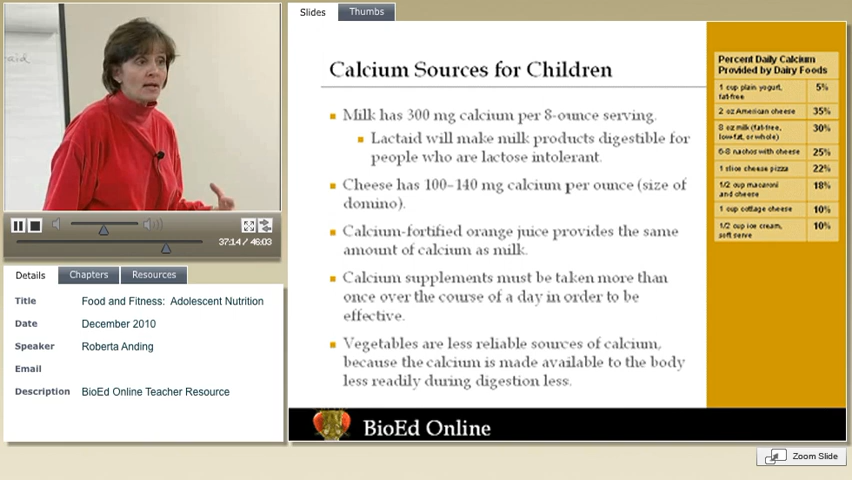 Slides
Thumbs
Calcium Sources for Children
Milk has 300 mg calcium per 8-ounce serving.
Lactaid will make milk products digestible for
people who are lactose intolerant.
Cheese has 100–140 mg calcium per ounce (size of
domino).
Calcium-fortified orange juice provides the same
amount of calcium as milk.
Calcium supplements must be taken more than
once over the course of a day in order to be
effective.
Vegetables are less reliable sources of calcium,
because the calcium is made available to the body
less readily during digestion less.
Percent Daily Calcium
Provided by Dairy Foods
1 cup plain yogurt, 5%
fat-free
2 oz American cheese 35%
8 oz milk (fat-free, 30%
low-fat, or whole)
6-8 nachos with cheese 25%
1 slice cheese pizza 22%
1/2 cup macaroni 18%
and cheese
1 cup cottage cheese 10%
1/2 cup ice cream, 10%
soft serve
BioEd Online
Zoom Slide
37:14 / 46:03
Details
Chapters
Resources
Title Food and Fitness: Adolescent Nutrition
Date December 2010
Speaker Roberta Anding
Email
Description BioEd Online Teacher Resource